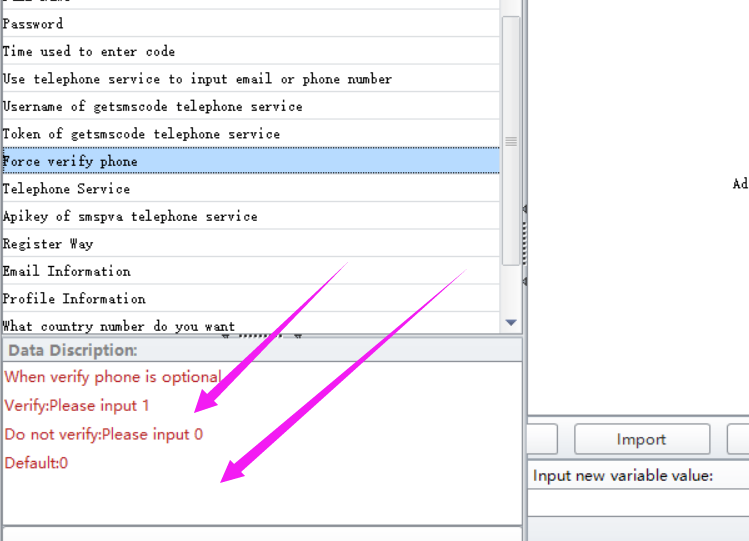 Password
Time used to enter code
Use telephone service to input email or phone number
Username of getsmscode telephone service
Token of getsmscode telephone service
Force verify phone
Telephone Service
Apikey of smspva telephone service
Register Way
Email Information
Profile Information
What country number do you want
Ad
Data Discription:
When verify phone is optional
Verify:Please input 1
Do not verify:Please input 0
Default:0
Import
Input new variable value: